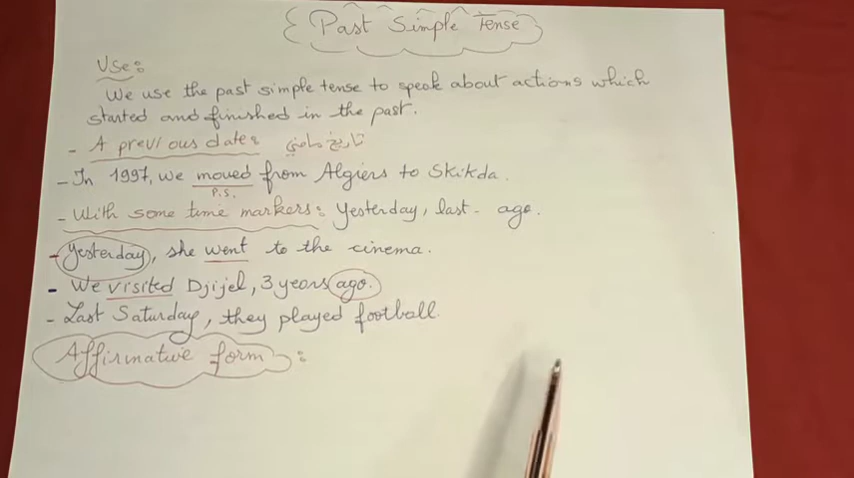 Past Simple Tense
Use:
We use the past simple tense to speak about actions which
started and finished in the past.
- A previous date: تاريخ ماضي
- In 1997, we moved from Algiers to Skikda.
P.S.
- With some time markers: Yesterday, last - ago.
- Yesterday, she went to the cinema.
- We visited Djijel, 3 years ago.
- Last Saturday, they played football.
Affirmative form :